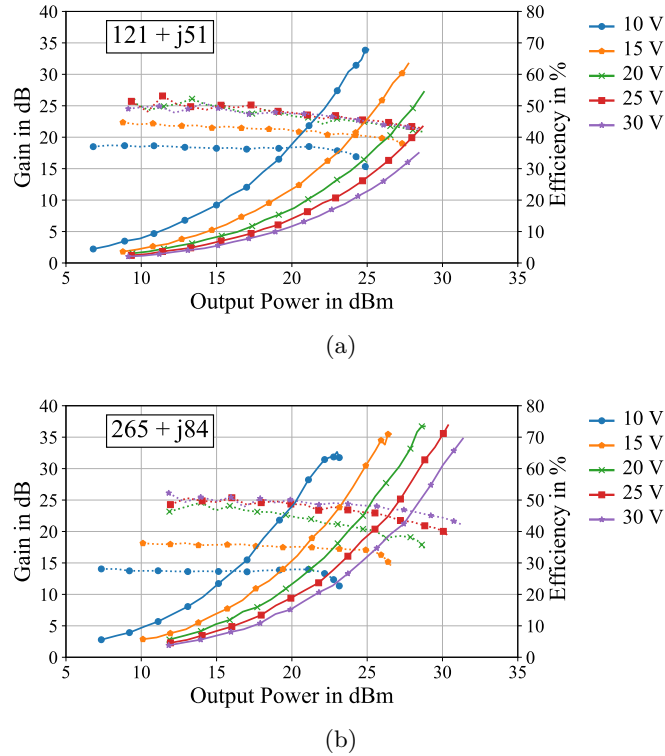 121 + j51
Gain in dB
40
35
30
25
20
15
10
5
0
5 10 15 20 25 30 35
Output Power in dBm
80
70
60
50
40
30
20
10
0
Efficiency in %
10 V
15 V
20 V
25 V
30 V
(a)
265 + j84
Gain in dB
40
35
30
25
20
15
10
5
0
5 10 15 20 25 30 35
Output Power in dBm
80
70
60
50
40
30
20
10
0
Efficiency in %
10 V
15 V
20 V
25 V
30 V
(b)